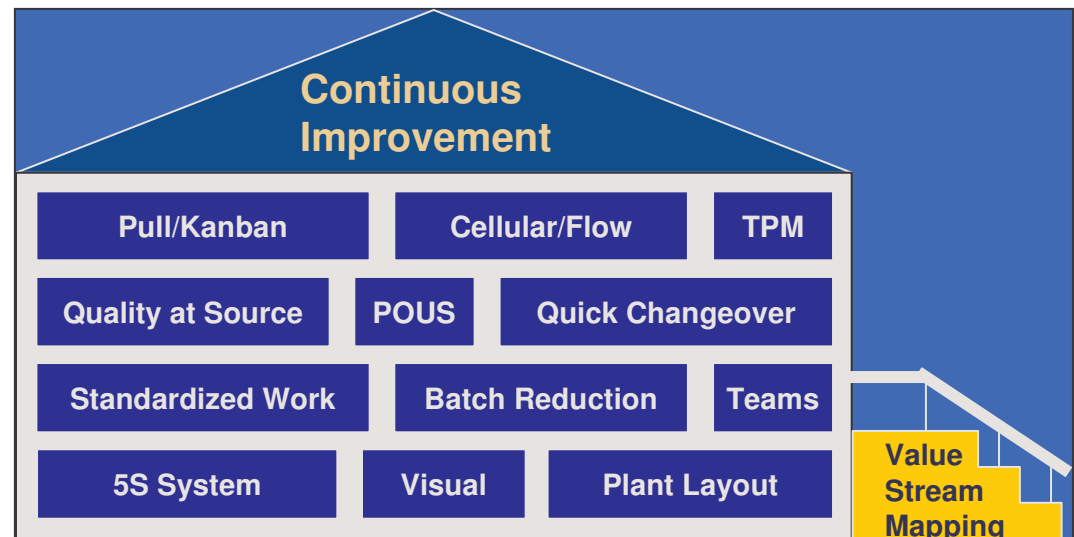 Continuous
Improvement
Pull/Kanban
Cellular/Flow
TPM
Quality at Source
POUS
Quick Changeover
Standardized Work
Batch Reduction
Teams
5S System
Visual
Plant Layout
Value
Stream
Mapping